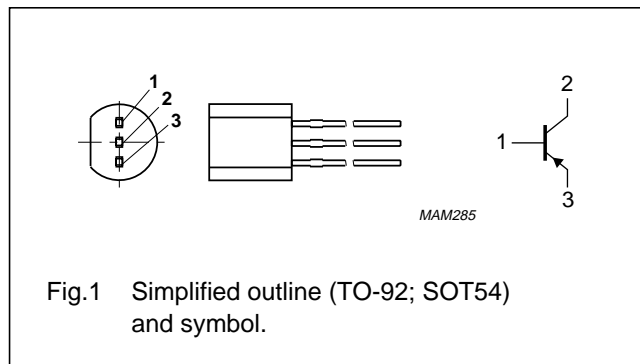 1
2
3
MAM285
2
1
3
Fig.1 Simplified outline (TO-92; SOT54)
and symbol.